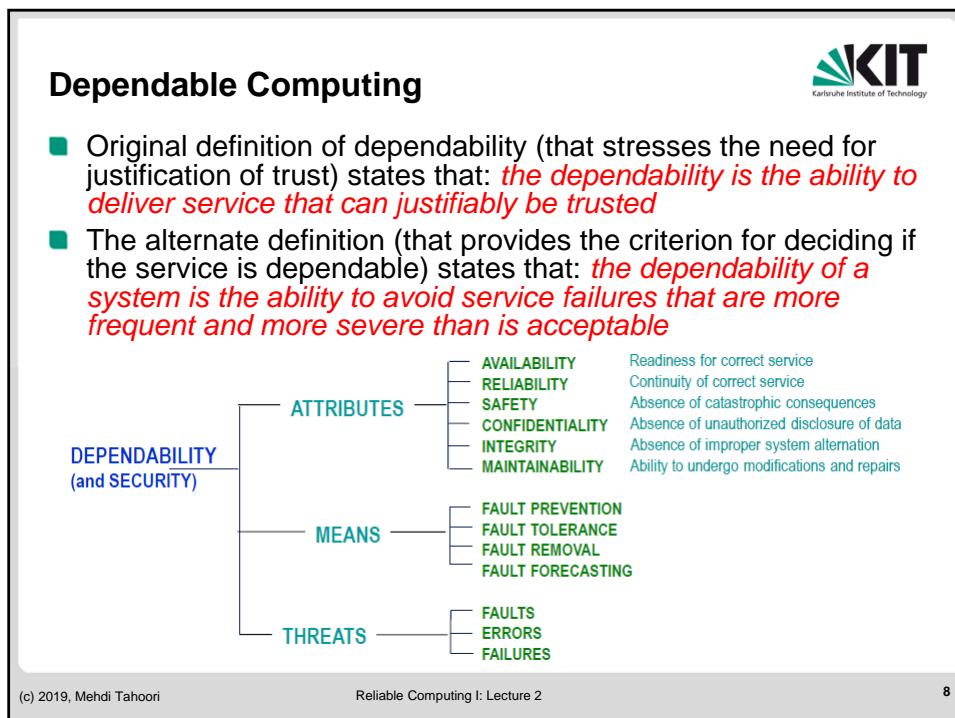 Dependable Computing
KIT
Karlsruhe Institute of Technology
Original definition of dependability (that stresses the need for
justification of trust) states that: the dependability is the ability to
deliver service that can justifiably be trusted
The alternate definition (that provides the criterion for deciding if
the service is dependable) states that: the dependability of a
system is the ability to avoid service failures that are more
frequent and more severe than is acceptable
DEPENDABILITY
(and SECURITY)
ATTRIBUTES
AVAILABILITY Readiness for correct service
RELIABILITY Continuity of correct service
SAFETY Absence of catastrophic consequences
CONFIDENTIALITY Absence of unauthorized disclosure of data
INTEGRITY Absence of improper system alternation
MAINTAINABILITY Ability to undergo modifications and repairs
MEANS
FAULT PREVENTION
FAULT TOLERANCE
FAULT REMOVAL
FAULT FORECASTING
THREATS
FAULTS
ERRORS
FAILURES
(c) 2019, Mehdi Tahoori Reliable Computing I: Lecture 2 8